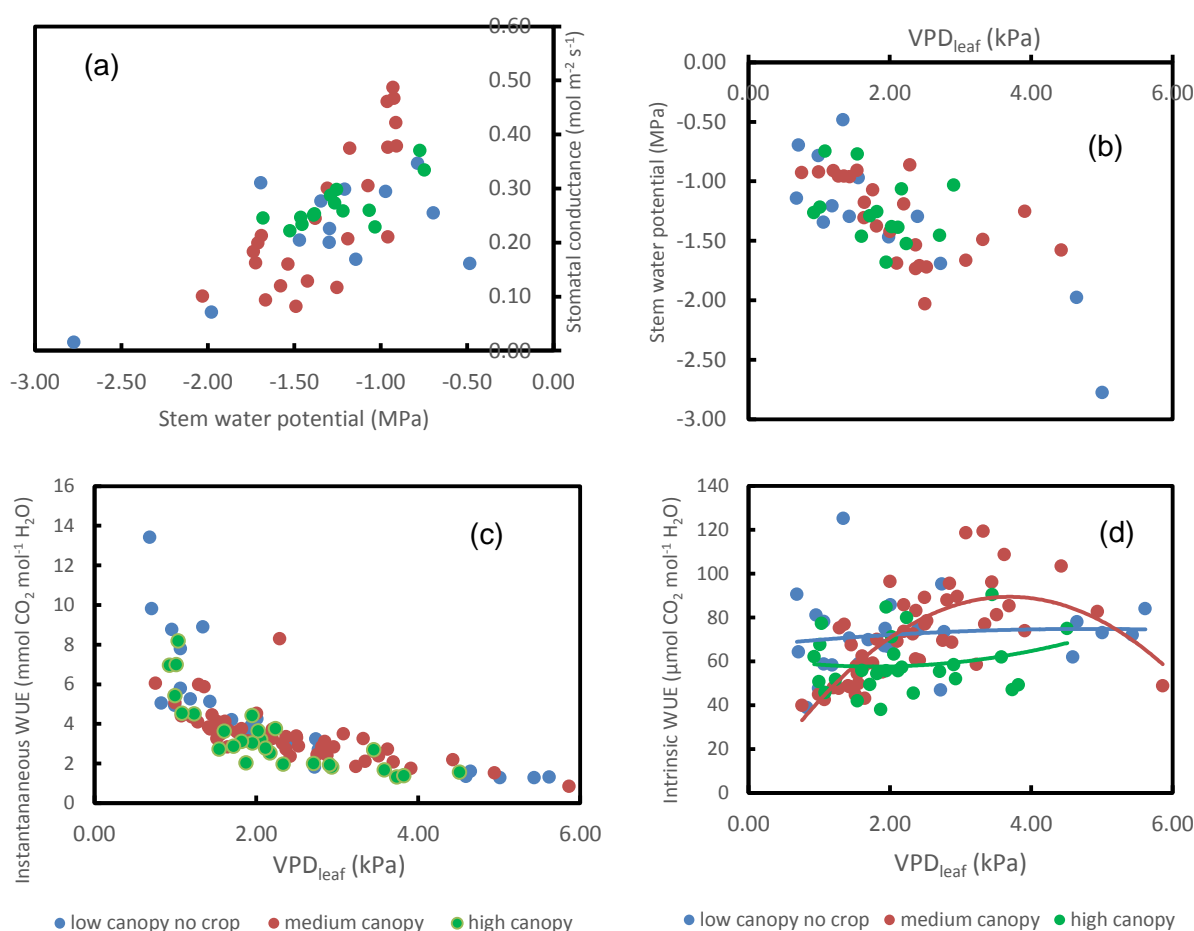 (a)
0.60
0.50
0.40
0.30
0.20
0.10
0.00
Stomatal conductance (mol m⁻² s⁻¹)
-3.00 -2.50 -2.00 -1.50 -1.00 -0.50 0.00
Stem water potential (MPa)
VPDleaf (kPa)
0.00 2.00 4.00 6.00
(b)
0.00
-0.50
-1.00
-1.50
-2.00
-2.50
-3.00
Stem water potential (MPa)
(c)
16
14
12
10
8
6
4
2
0
Instantaneous WUE (mmol CO₂ mol⁻¹ H₂O)
0.00 2.00 4.00 6.00
VPDleaf (kPa)
low canopy no crop medium canopy high canopy
(d)
140
120
100
80
60
40
20
0
Intrinsic WUE (µmol CO₂ mol⁻¹ H₂O)
0.00 2.00 4.00 6.00
VPDleaf (kPa)
low canopy no crop medium canopy high canopy